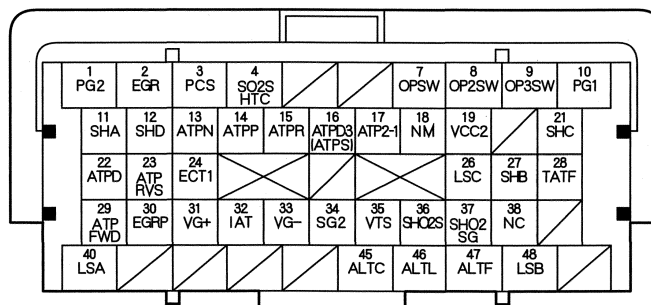 1 2 3 4 7 8 9 10
PG2 EGR PCS SO2S HTC OPSW OP2SW OP3SW PG1
11 12 13 14 15 16 17 18 19 21
SHA SHD ATPN ATPP ATPR ATPD3 (ATPS) ATP2-1 NM VCC2 SHC
22 23 24 26 27 28
ATPD ATP RVS ECT1 LSC SHB TATF
29 30 31 32 33 34 35 36 37 38
ATP FWD EGRP VG+ IAT VG− SG2 VTS SHO2S SHO2 SG NC
40 45 46 47 48
LSA ALTC ALTL ALTF LSB